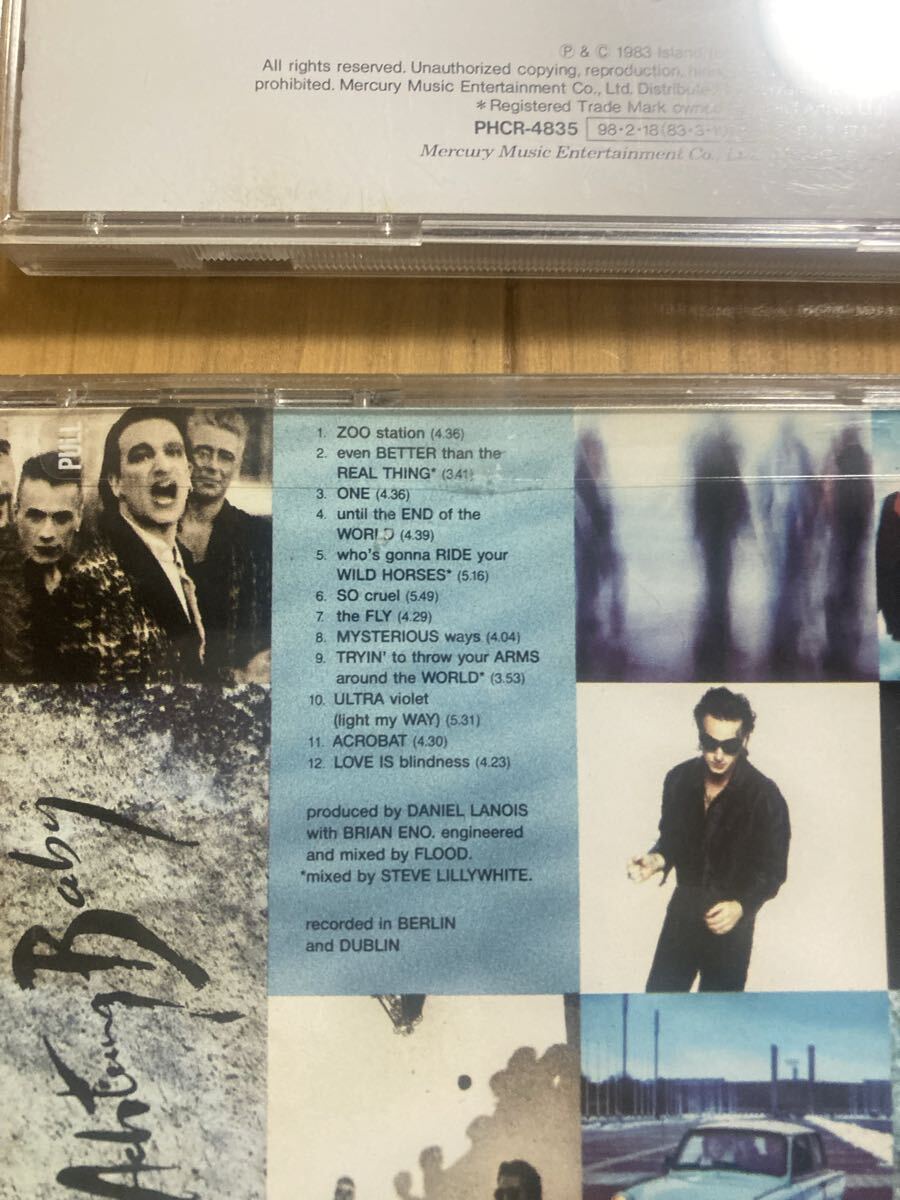 ℗ & © 1983 Island
All rights reserved. Unauthorized copying, reproduction,
prohibited. Mercury Music Entertainment Co., Ltd.
*Registered Trade Mark
PHCR-4835 98·2·18(83·3·
Mercury Music Entertainment Co.,
PULL
1. ZOO station (4.36)
2. even BETTER than the
REAL THING* (3.41)
3. ONE (4.36)
4. until the END of the
WORLD (4.39)
5. who's gonna RIDE your
WILD HORSES* (5.16)
6. SO cruel (5.49)
7. the FLY (4.29)
8. MYSTERIOUS ways (4.04)
9. TRYIN' to throw your ARMS
around the WORLD* (3.53)
10. ULTRA violet
(light my WAY) (5.31)
11. ACROBAT (4.30)
12. LOVE IS blindness (4.23)
produced by DANIEL LANOIS
with BRIAN ENO. engineered
and mixed by FLOOD.
*mixed by STEVE LILLYWHITE.
recorded in BERLIN
and DUBLIN
Achtung Baby